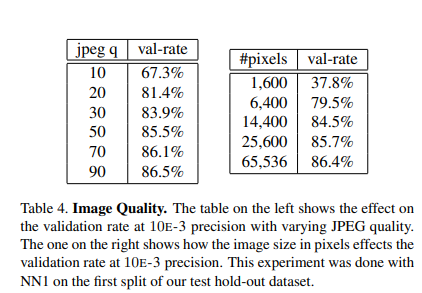 jpeg q val-rate
10 67.3%
20 81.4%
30 83.9%
50 85.5%
70 86.1%
90 86.5%
#pixels val-rate
1,600 37.8%
6,400 79.5%
14,400 84.5%
25,600 85.7%
65,536 86.4%
Table 4. Image Quality. The table on the left shows the effect on
the validation rate at 10E-3 precision with varying JPEG quality.
The one on the right shows how the image size in pixels effects the
validation rate at 10E-3 precision. This experiment was done with
NN1 on the first split of our test hold-out dataset.